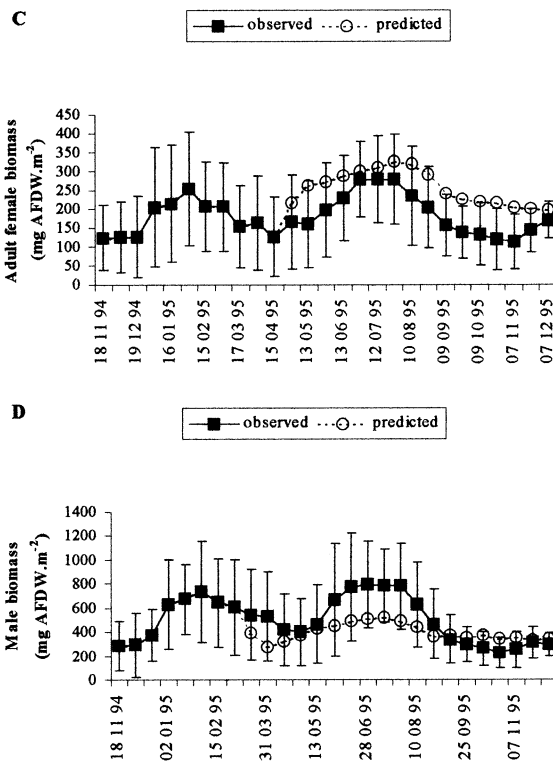 C
observed predicted
Adult female biomass
(mg AFDW.m-2)
450
400
350
300
250
200
150
100
50
0
18 11 94
19 12 94
16 01 95
15 02 95
17 03 95
15 04 95
13 05 95
13 06 95
12 07 95
10 08 95
09 09 95
09 10 95
07 11 95
07 12 95
D
observed predicted
Male biomass
(mg AFDW.m-2)
1400
1200
1000
800
600
400
200
0
18 11 94
02 01 95
15 02 95
31 03 95
13 05 95
28 06 95
10 08 95
25 09 95
07 11 95